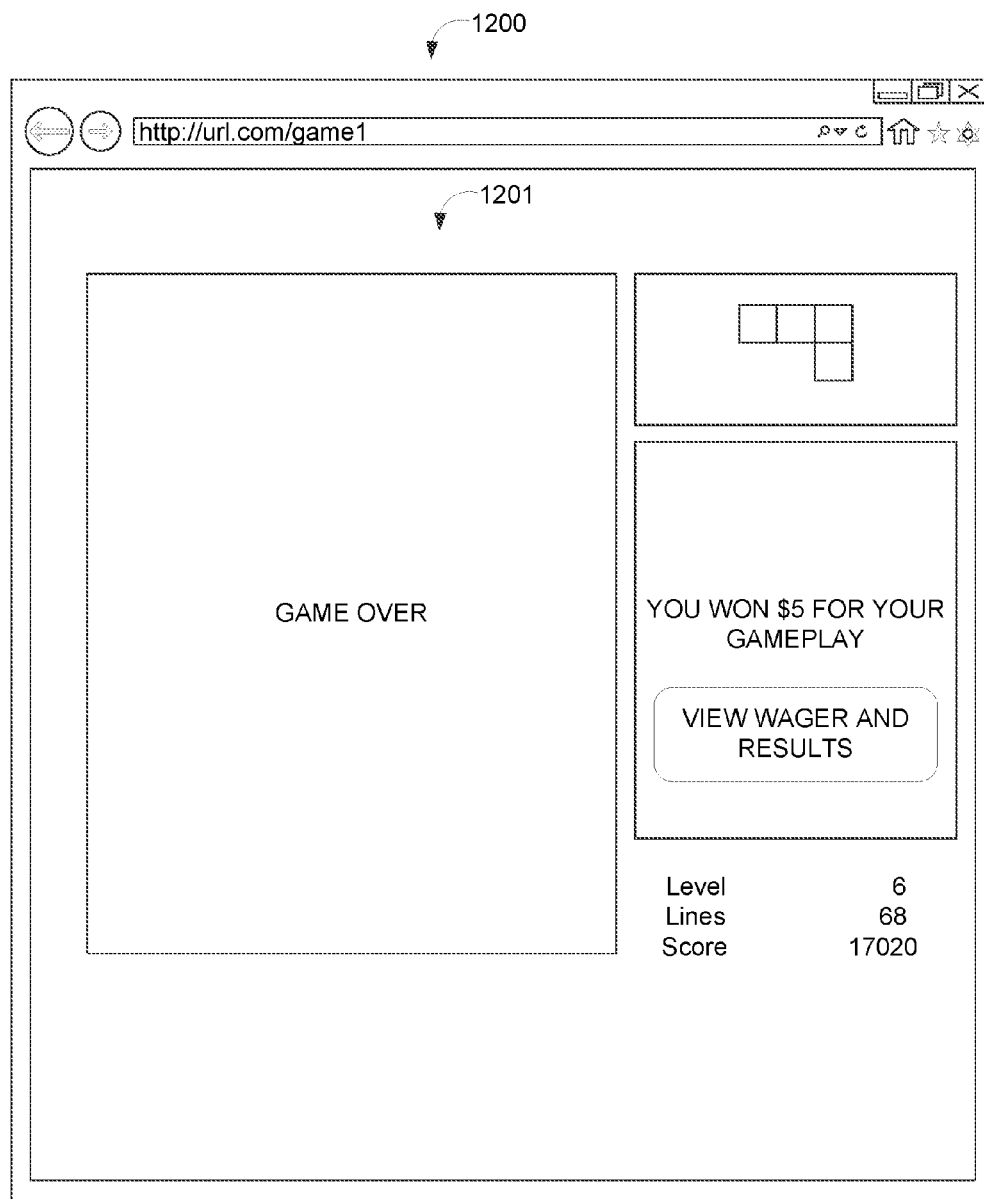 1200
http://url.com/game1
1201
GAME OVER
YOU WON $5 FOR YOUR
GAMEPLAY
VIEW WAGER AND
RESULTS
Level 6
Lines 68
Score 17020